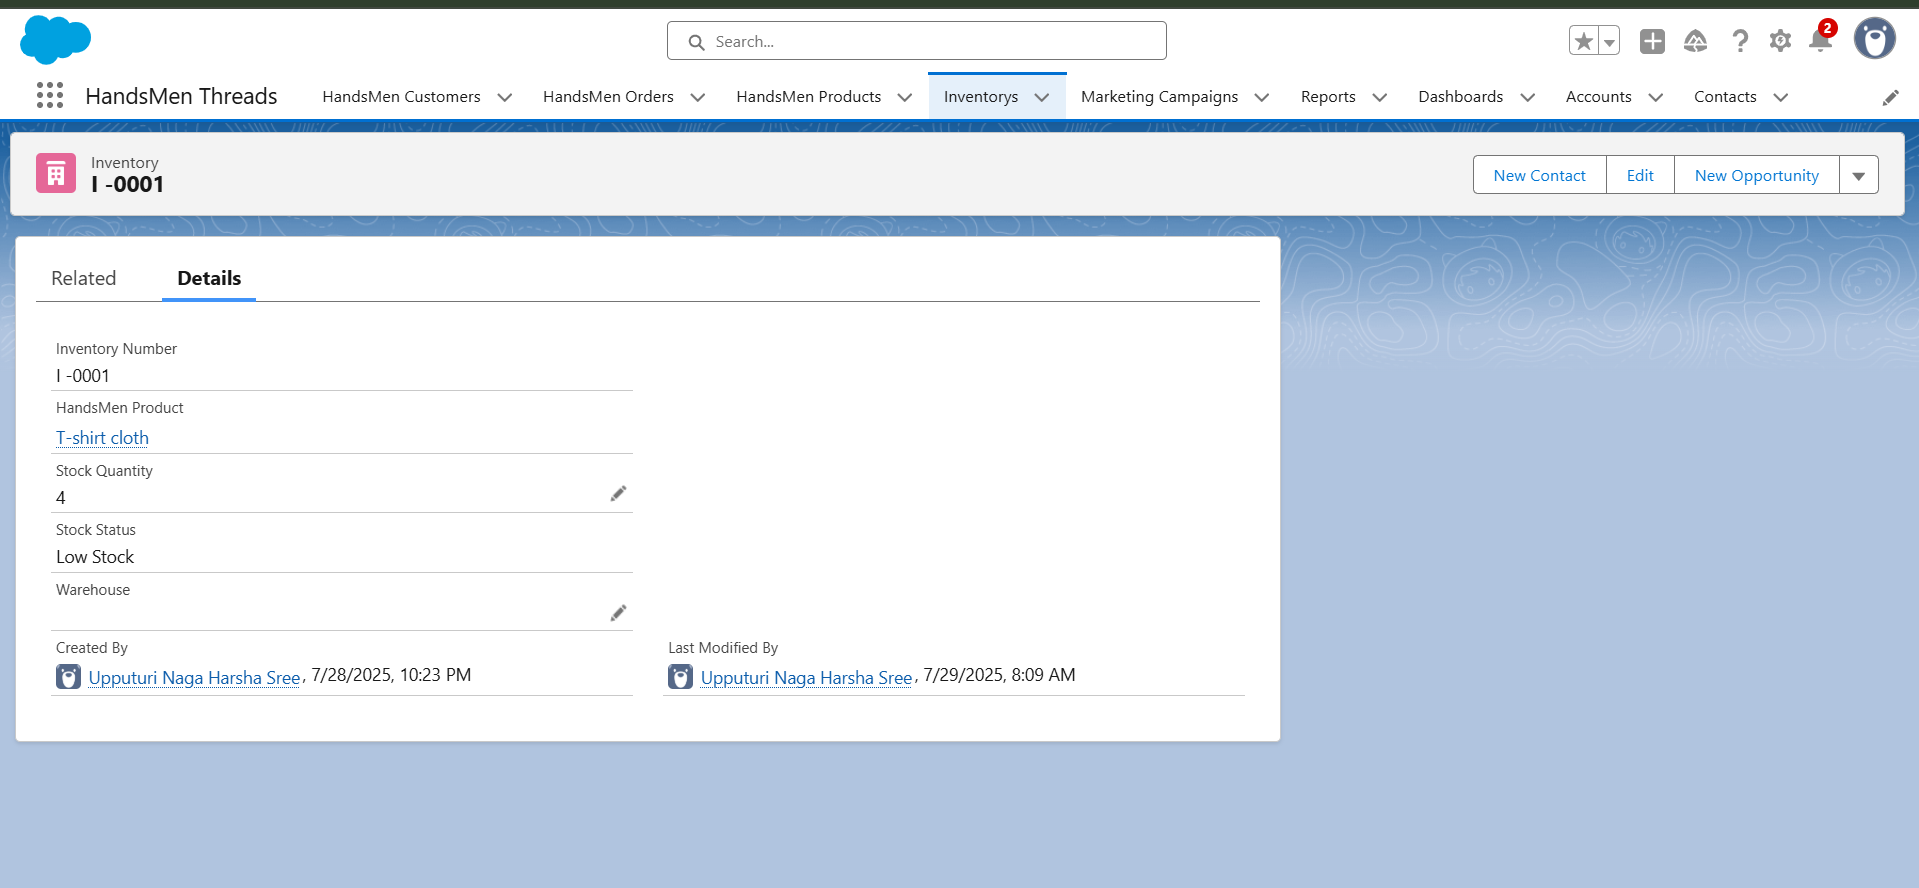 Search...
2
HandsMen Threads
HandsMen Customers
HandsMen Orders
HandsMen Products
Inventorys
Marketing Campaigns
Reports
Dashboards
Accounts
Contacts
Inventory
I -0001
New Contact
Edit
New Opportunity
Related
Details
Inventory Number
I -0001
HandsMen Product
T-shirt cloth
Stock Quantity
4
Stock Status
Low Stock
Warehouse
Created By
Upputuri Naga Harsha Sree, 7/28/2025, 10:23 PM
Last Modified By
Upputuri Naga Harsha Sree, 7/29/2025, 8:09 AM